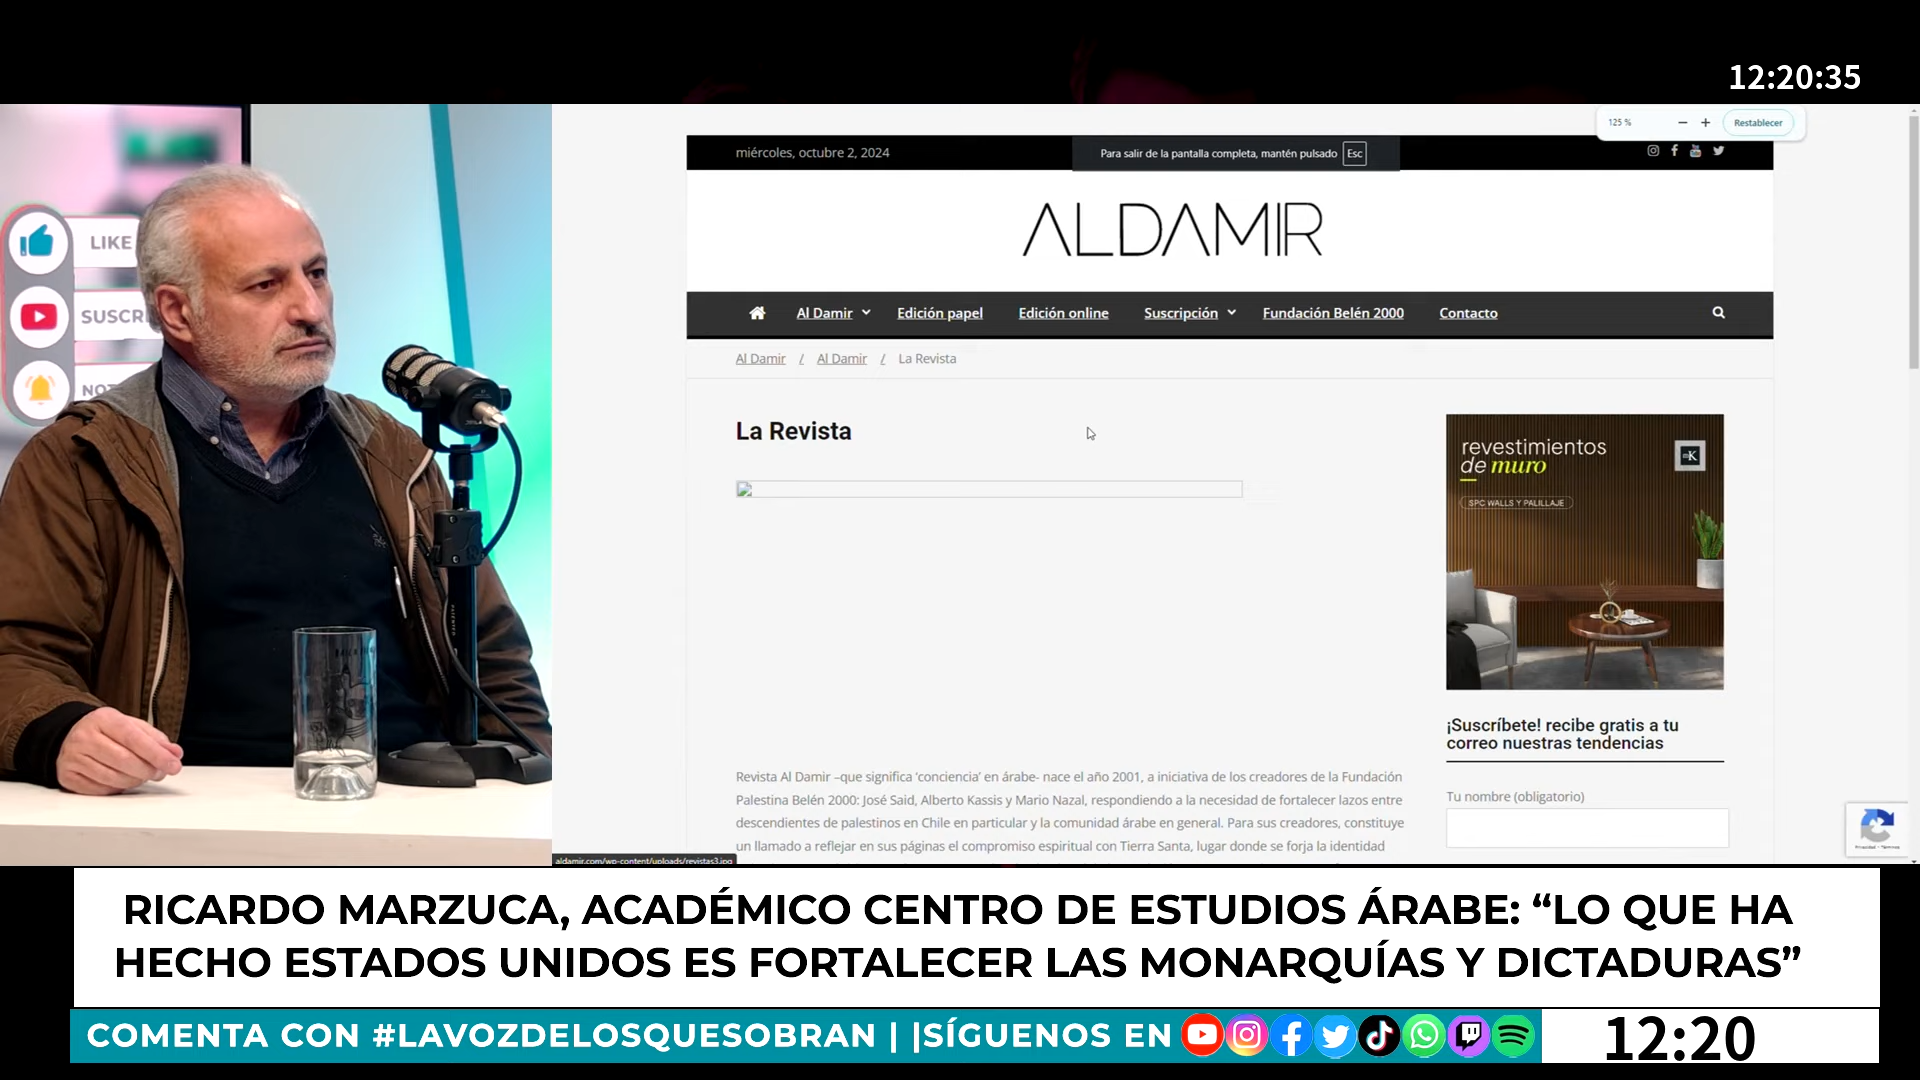 12:20:35
125 %
Restablecer
miércoles, octubre 2, 2024
Para salir de la pantalla completa, mantén pulsado Esc
ALDAMIR
Al Damir
Edición papel
Edición online
Suscripción
Fundación Belén 2000
Contacto
Al Damir / Al Damir / La Revista
LIKE
SUSCRI
NOT
La Revista
revestimientos
de muro
SPC WALLS Y PALILLAJE
¡Suscríbete! recibe gratis a tu
correo nuestras tendencias
Tu nombre (obligatorio)
Revista Al Damir –que significa ‘conciencia’ en árabe- nace el año 2001, a iniciativa de los creadores de la Fundación
Palestina Belén 2000: José Said, Alberto Kassis y Mario Nazal, respondiendo a la necesidad de fortalecer lazos entre
descendientes de palestinos en Chile en particular y la comunidad árabe en general. Para sus creadores, constituye
un llamado a reflejar en sus páginas el compromiso espiritual con Tierra Santa, lugar donde se forja la identidad
aldamir.com/wp-content/uploads/revistas3.jpg
RICARDO MARZUCA, ACADÉMICO CENTRO DE ESTUDIOS ÁRABE: “LO QUE HA
HECHO ESTADOS UNIDOS ES FORTALECER LAS MONARQUÍAS Y DICTADURAS”
COMENTA CON #LAVOZDELOSQUESOBRAN | |SÍGUENOS EN
12:20